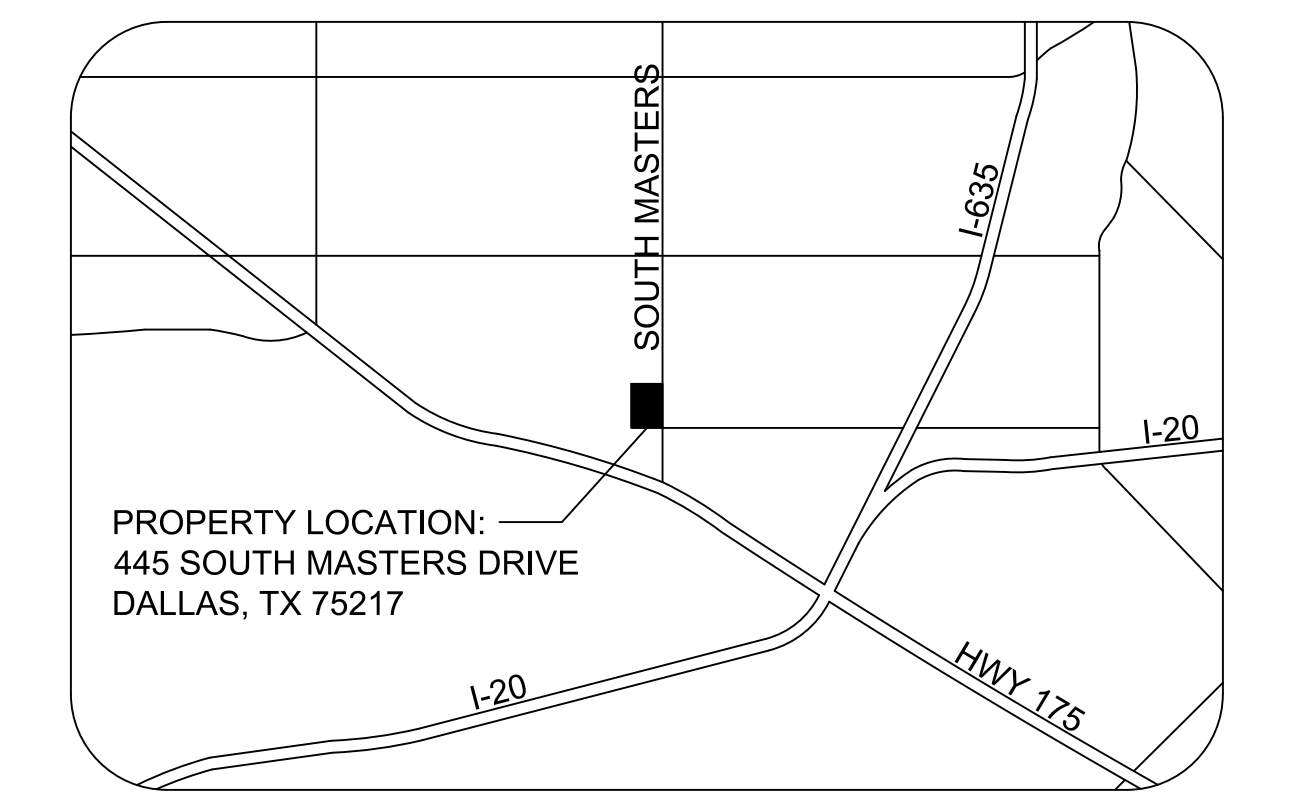 SOUTH MASTERS
I-635
I-20
PROPERTY LOCATION:
445 SOUTH MASTERS DRIVE
DALLAS, TX 75217
HWY 175
I-20